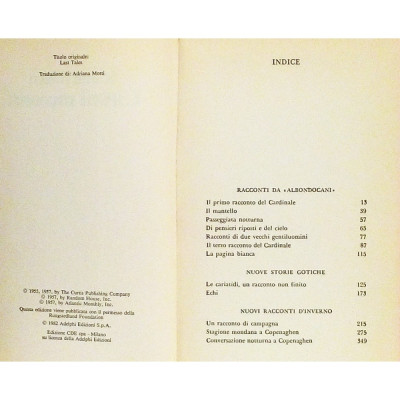 Titolo originale:
Last Tales
Traduzione di: Adriana Motti
© 1955, 1957, by The Curtis Publishing Company
© 1957, by Random House, Inc.
© 1957, by Atlantic Monthly, Inc.
Questa edizione viene pubblicata con il permesso della
Rungstedlund Foundation
© 1982 Adelphi Edizioni S.p.A.
Edizione CDE spa - Milano
su licenza della Adelphi Edizioni
INDICE
RACCONTI DA «ALBONDOCANI»
Il primo racconto del Cardinale 13
Il mantello 39
Passeggiata notturna 57
Di pensieri riposti e del cielo 65
Racconti di due vecchi gentiluomini 77
Il terzo racconto del Cardinale 87
La pagina bianca 115
NUOVE STORIE GOTICHE
Le cariatidi, un racconto non finito 125
Echi 173
NUOVI RACCONTI D'INVERNO
Un racconto di campagna 215
Stagione mondana a Copenaghen 275
Conversazione notturna a Copenaghen 349